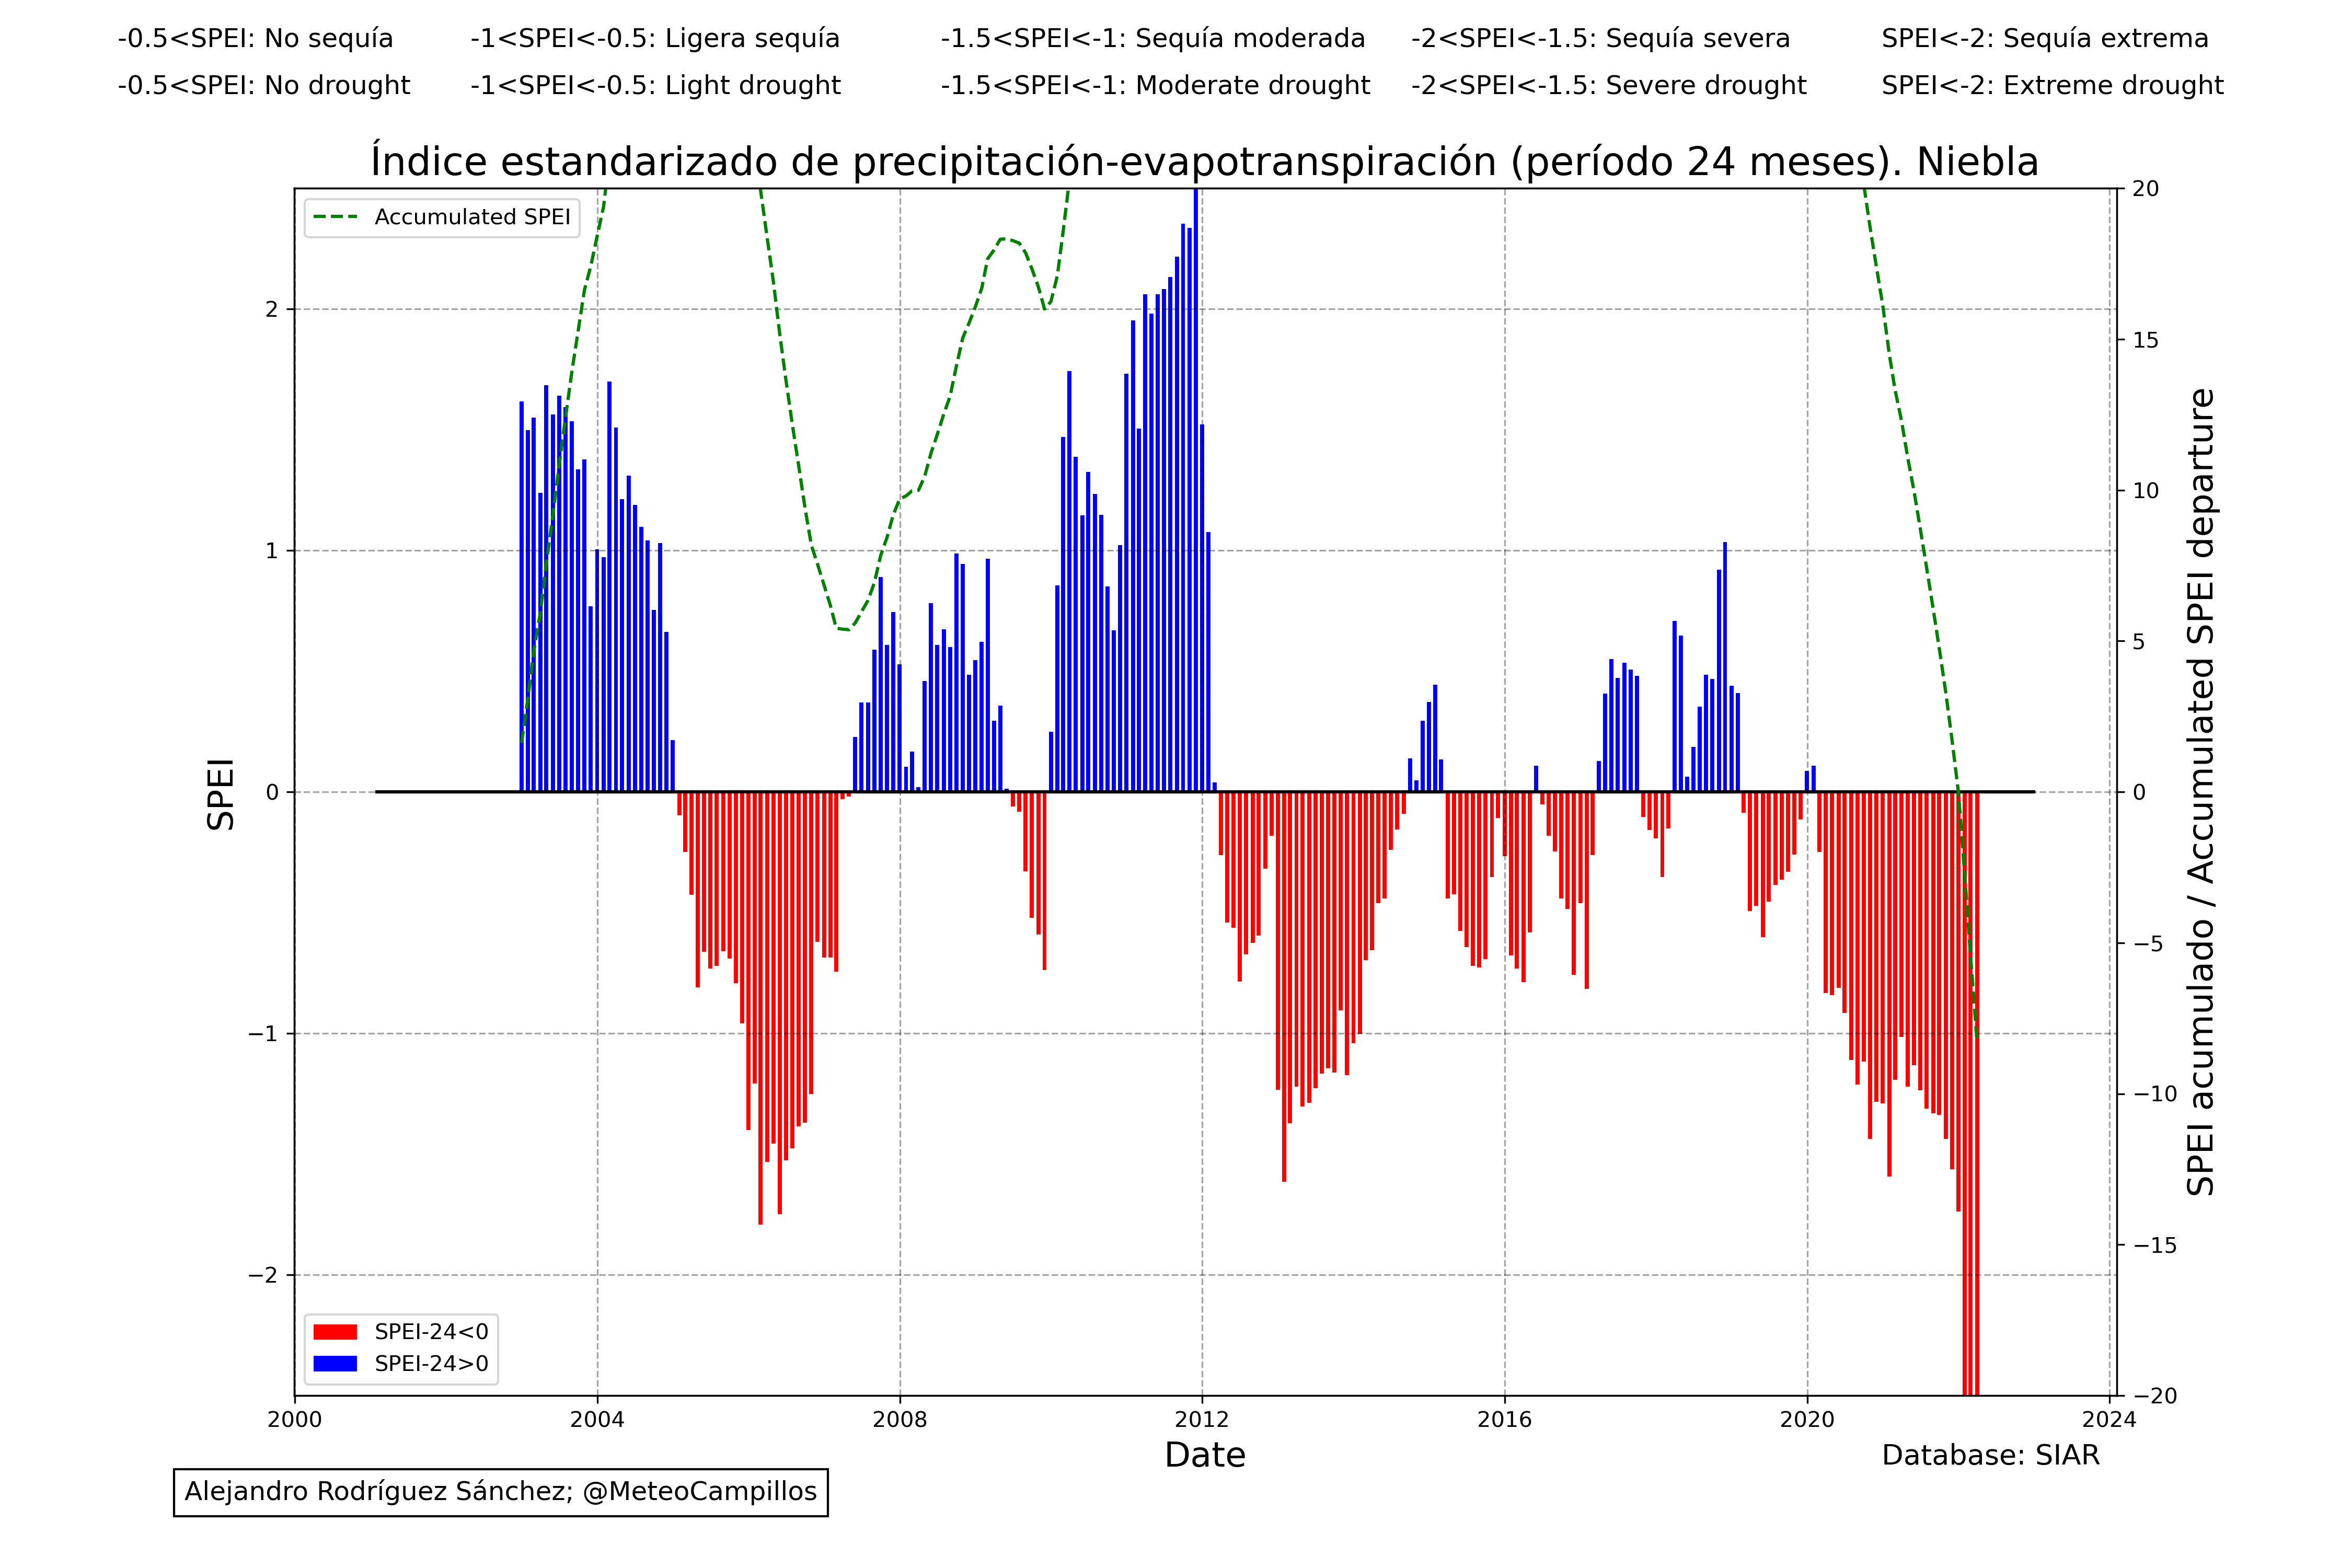 -0.5<SPEI: No sequía -1<SPEI<-0.5: Ligera sequía -1.5<SPEI<-1: Sequía moderada -2<SPEI<-1.5: Sequía severa SPEI<-2: Sequía extrema
-0.5<SPEI: No drought -1<SPEI<-0.5: Light drought -1.5<SPEI<-1: Moderate drought -2<SPEI<-1.5: Severe drought SPEI<-2: Extreme drought
Índice estandarizado de precipitación-evapotranspiración (período 24 meses). Niebla
Accumulated SPEI
SPEI
2
1
0
−1
−2
20
15
10
5
0
−5
−10
−15
−20
SPEI acumulado / Accumulated SPEI departure
SPEI-24<0
SPEI-24>0
2000 2004 2008 2012 2016 2020 2024
Date
Database: SIAR
Alejandro Rodríguez Sánchez; @MeteoCampillos